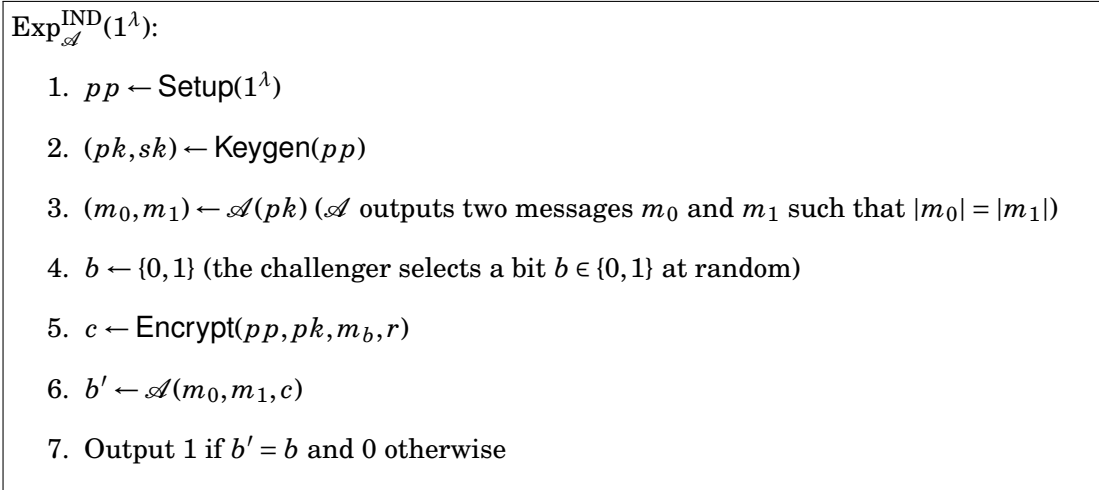 Exp_𝒜^IND(1^λ):
1. pp ← Setup(1^λ)
2. (pk,sk) ← Keygen(pp)
3. (m_0,m_1) ← 𝒜(pk) (𝒜 outputs two messages m_0 and m_1 such that |m_0| = |m_1|)
4. b ← {0,1} (the challenger selects a bit b ∈ {0,1} at random)
5. c ← Encrypt(pp,pk,m_b,r)
6. b′ ← 𝒜(m_0,m_1,c)
7. Output 1 if b′ = b and 0 otherwise